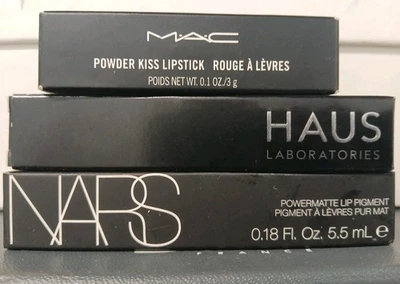 MAC
POWDER KISS LIPSTICK ROUGE À LÈVRES
POIDS NET WT. 0.1 OZ/3 g
HAUS
LABORATORIES
NARS
POWERMATTE LIP PIGMENT
PIGMENT À LÈVRES PUR MAT
0.18 Fl. Oz. 5.5 mL e
FRANCE